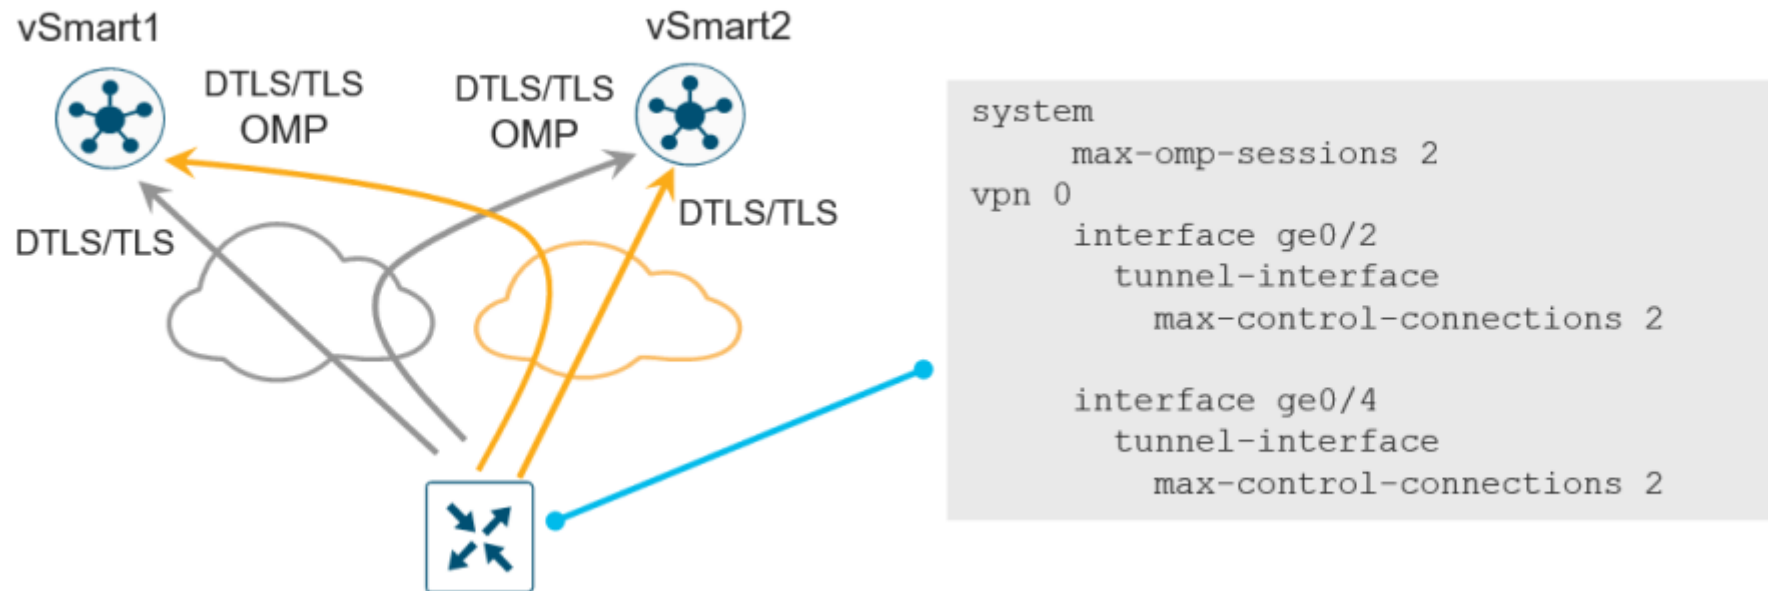 vSmart1
vSmart2
DTLS/TLS
OMP
DTLS/TLS
OMP
DTLS/TLS
DTLS/TLS
system
max-omp-sessions 2
vpn 0
interface ge0/2
tunnel-interface
max-control-connections 2
interface ge0/4
tunnel-interface
max-control-connections 2